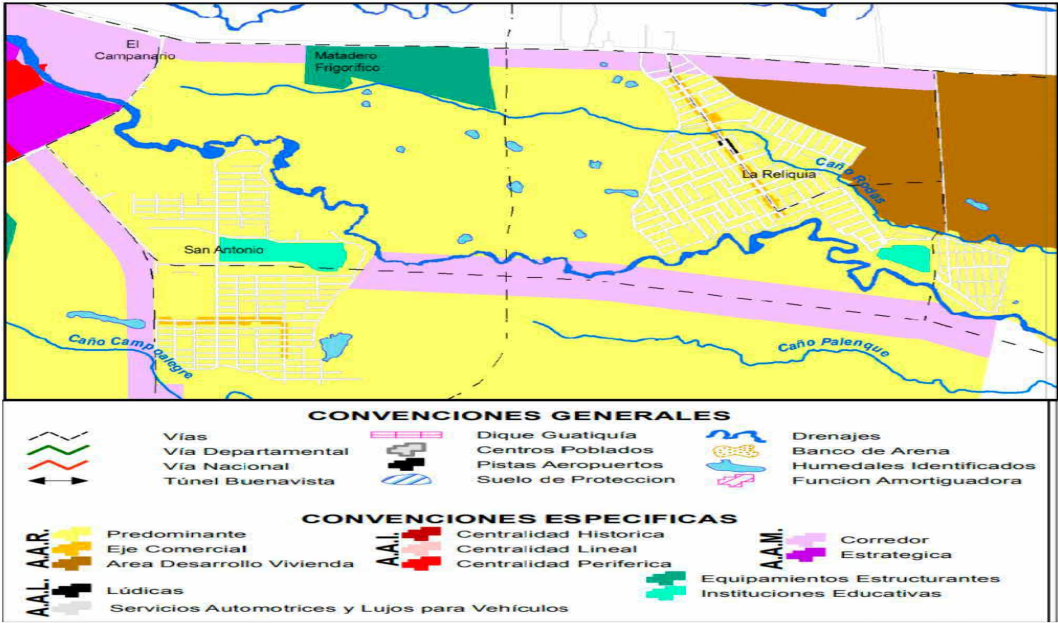 El
Campanario
Matadero
Frigorífico
Caño Rodas
La Reliquia
San Antonio
Caño Campoalegre
Caño Palenque
CONVENCIONES GENERALES
Vías
Vía Departamental
Vía Nacional
Túnel Buenavista
Dique Guatiquía
Centros Poblados
Pistas Aeropuertos
Suelo de Proteccion
Drenajes
Banco de Arena
Humedales Identificados
Funcion Amortiguadora
CONVENCIONES ESPECIFICAS
A.A.R.
Predominante
Eje Comercial
Area Desarrollo Vivienda
A.A.I.
Centralidad Historica
Centralidad Lineal
Centralidad Periferica
A.A.M.
Corredor
Estrategica
A.A.L.
Lúdicas
Servicios Automotrices y Lujos para Vehículos
Equipamientos Estructurantes
Instituciones Educativas